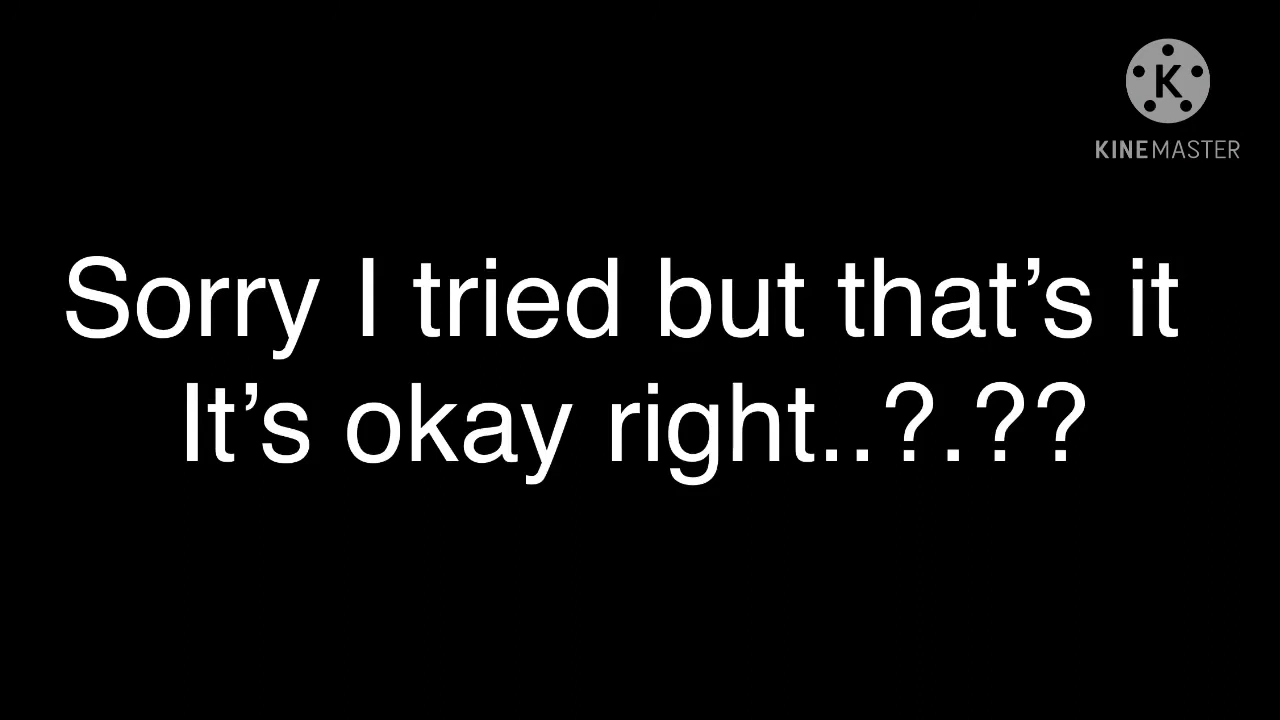 K
KINEMASTER
Sorry I tried but that’s it
It’s okay right..?.??